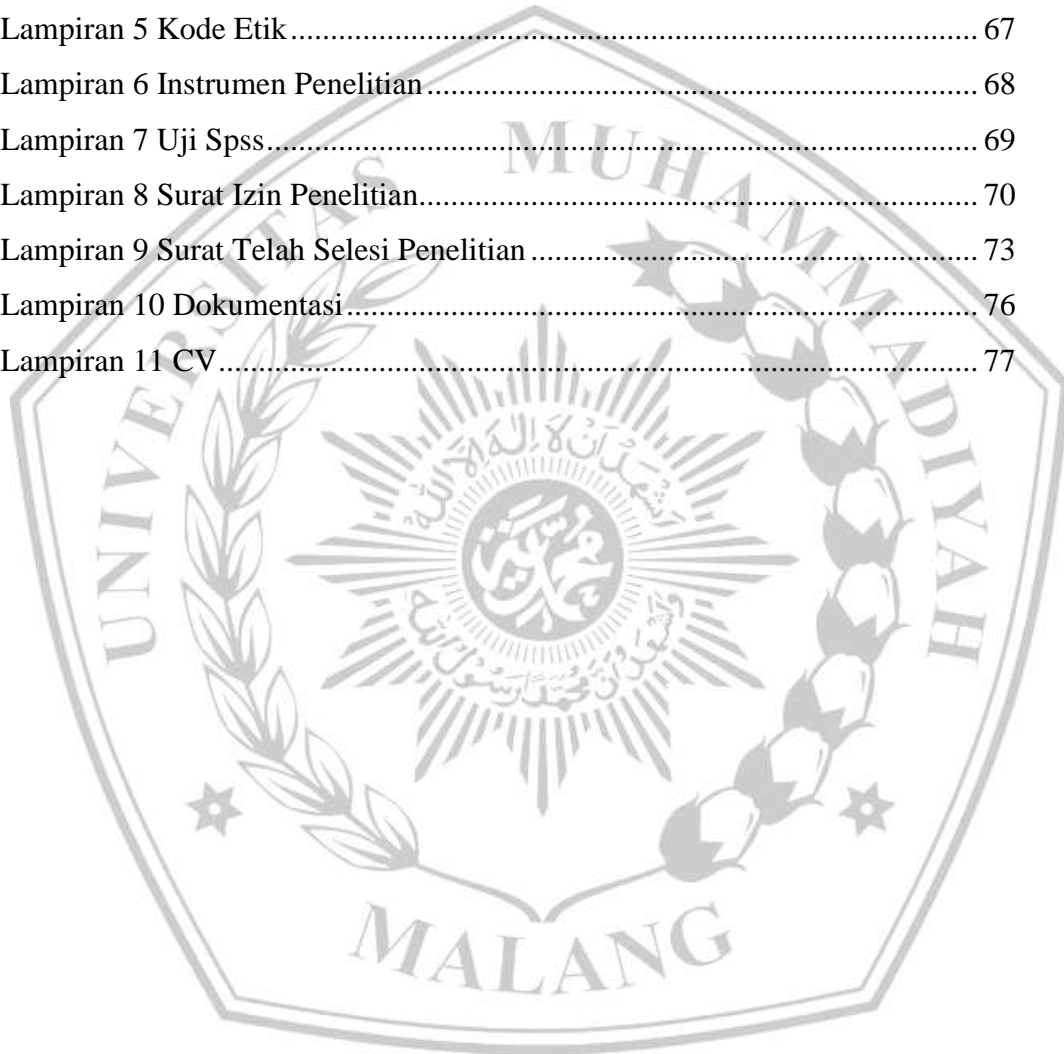 Lampiran 5 Kode Etik........................................................................................ 67
Lampiran 6 Instrumen Penelitian...................................................................... 68
Lampiran 7 Uji Spss........................................................................................... 69
Lampiran 8 Surat Izin Penelitian....................................................................... 70
Lampiran 9 Surat Telah Selesi Penelitian......................................................... 73
Lampiran 10 Dokumentasi................................................................................. 76
Lampiran 11 CV................................................................................................. 77
UNIVERSITAS MUHAMMADIYAH
MALANG